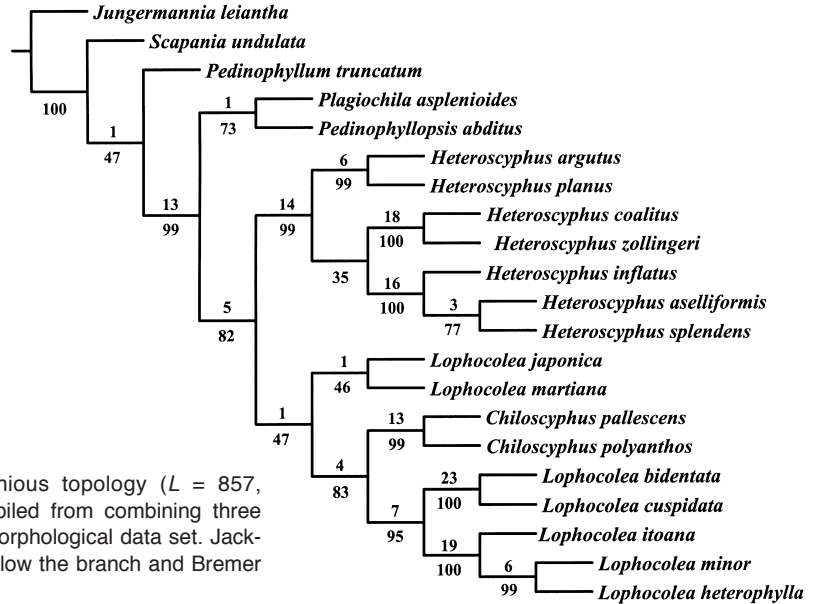 Jungermannia leiantha
Scapania undulata
Pedinophyllum truncatum
100
1
47
1
Plagiochila asplenioides
73
Pedinophyllopsis abditus
13
99
6
Heteroscyphus argutus
99
Heteroscyphus planus
14
99
18
Heteroscyphus coalitus
100
Heteroscyphus zollingeri
35
16
Heteroscyphus inflatus
100
3
Heteroscyphus aselliformis
77
Heteroscyphus splendens
5
82
1
Lophocolea japonica
46
Lophocolea martiana
1
47
13
Chiloscyphus pallescens
99
Chiloscyphus polyanthos
4
83
23
Lophocolea bidentata
100
Lophocolea cuspidata
7
95
19
Lophocolea itoana
100
6
Lophocolea minor
99
Lophocolea heterophylla
nious topology (L = 857,
piled from combining three
orphological data set. Jack-
low the branch and Bremer